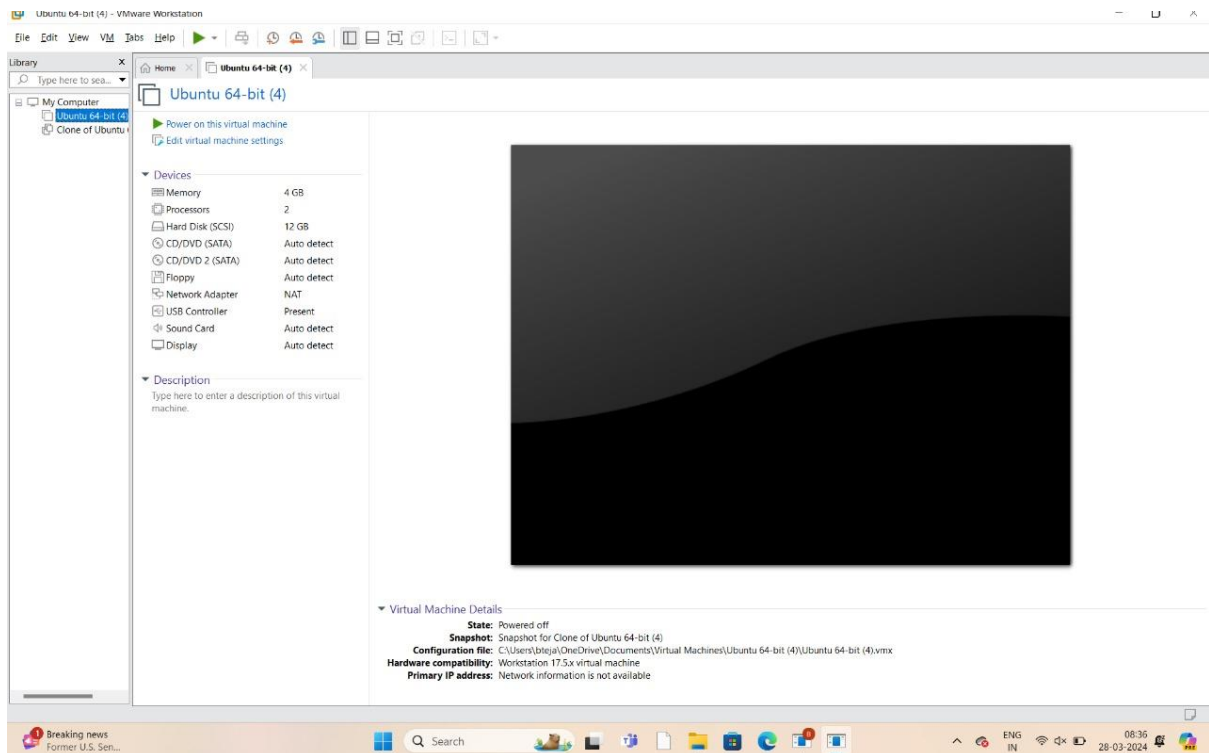 Ubuntu 64-bit (4) - VMware Workstation
File Edit View VM Tabs Help
Library X
Type here to sea...
My Computer
Ubuntu 64-bit (4)
Clone of Ubuntu
Home
Ubuntu 64-bit (4)
Ubuntu 64-bit (4)
Power on this virtual machine
Edit virtual machine settings
Devices
Memory 4 GB
Processors 2
Hard Disk (SCSI) 12 GB
CD/DVD (SATA) Auto detect
CD/DVD 2 (SATA) Auto detect
Floppy Auto detect
Network Adapter NAT
USB Controller Present
Sound Card Auto detect
Display Auto detect
Description
Type here to enter a description of this virtual
machine.
Virtual Machine Details
State: Powered off
Snapshot: Snapshot for Clone of Ubuntu 64-bit (4)
Configuration file: C:\Users\bteja\OneDrive\Documents\Virtual Machines\Ubuntu 64-bit (4)\Ubuntu 64-bit (4).vmx
Hardware compatibility: Workstation 17.5.x virtual machine
Primary IP address: Network information is not available
1
Breaking news
Former U.S. Sen...
Search
ENG
IN
08:36
28-03-2024